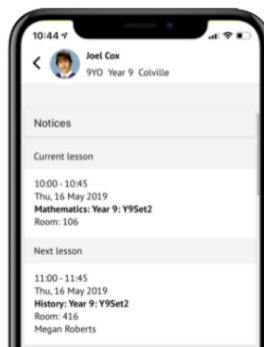 10:44
Joel Cox
9YO Year 9 Colville
Notices
Current lesson
10:00 - 10:45
Thu, 16 May 2019
Mathematics: Year 9: Y9Set2
Room: 106
Next lesson
11:00 - 11:45
Thu, 16 May 2019
History: Year 9: Y9Set2
Room: 416
Megan Roberts